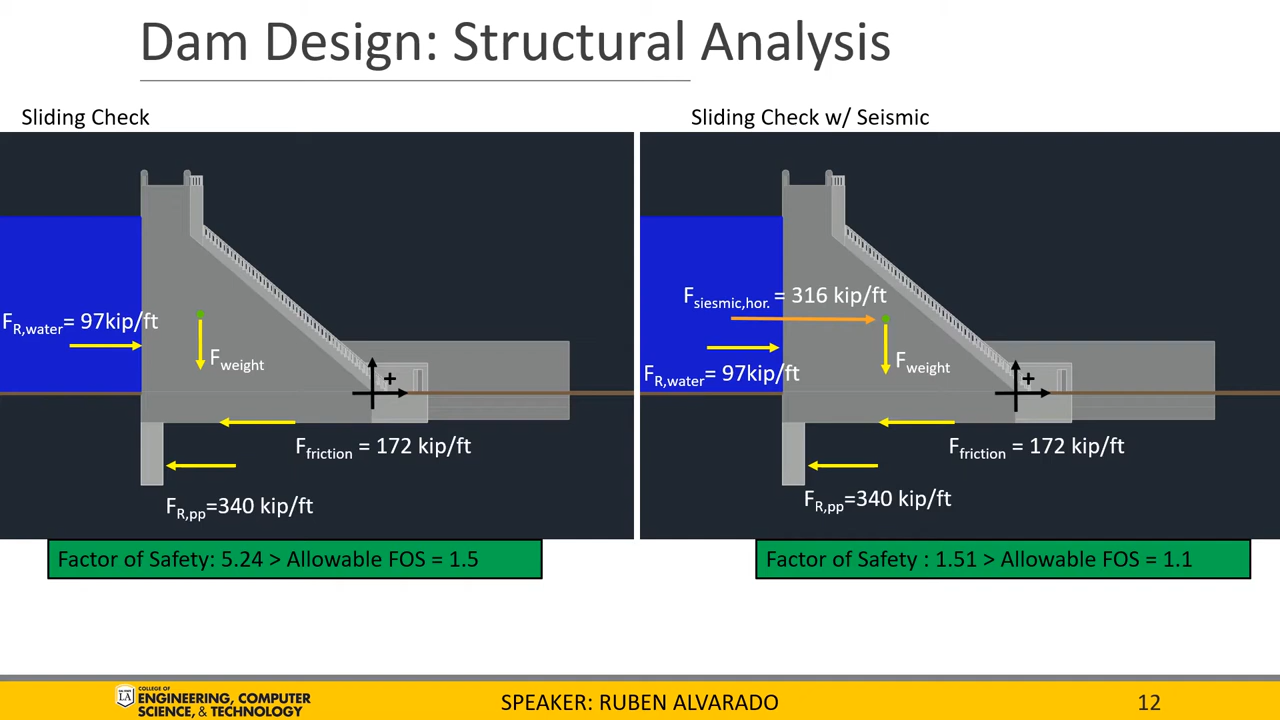 Dam Design: Structural Analysis
Sliding Check
Sliding Check w/ Seismic
FR,water= 97kip/ft
Fweight
+
Ffriction = 172 kip/ft
FR,pp=340 kip/ft
Fsiesmic,hor. = 316 kip/ft
FR,water= 97kip/ft
Fweight
+
Ffriction = 172 kip/ft
FR,pp=340 kip/ft
Factor of Safety: 5.24 > Allowable FOS = 1.5
Factor of Safety : 1.51 > Allowable FOS = 1.1
LA
COLLEGE OF
ENGINEERING, COMPUTER
SCIENCE, & TECHNOLOGY
SPEAKER: RUBEN ALVARADO
12